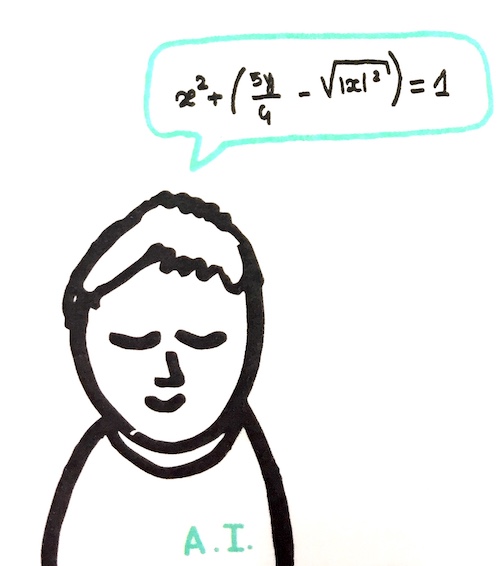 x² + (5y/4 - √|x|²) = 1
A.I.